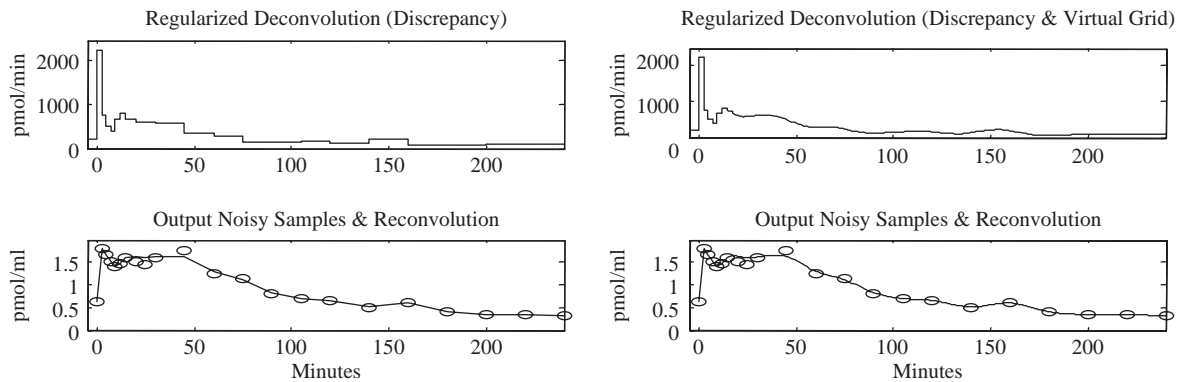 Regularized Deconvolution (Discrepancy)
pmol/min
2000
1000
0
0 50 100 150 200
Output Noisy Samples & Reconvolution
pmol/ml
1.5
1
0.5
0
0 50 100 150 200
Minutes
Regularized Deconvolution (Discrepancy & Virtual Grid)
pmol/min
2000
1000
0
0 50 100 150 200
Output Noisy Samples & Reconvolution
pmol/ml
1.5
1
0.5
0
0 50 100 150 200
Minutes